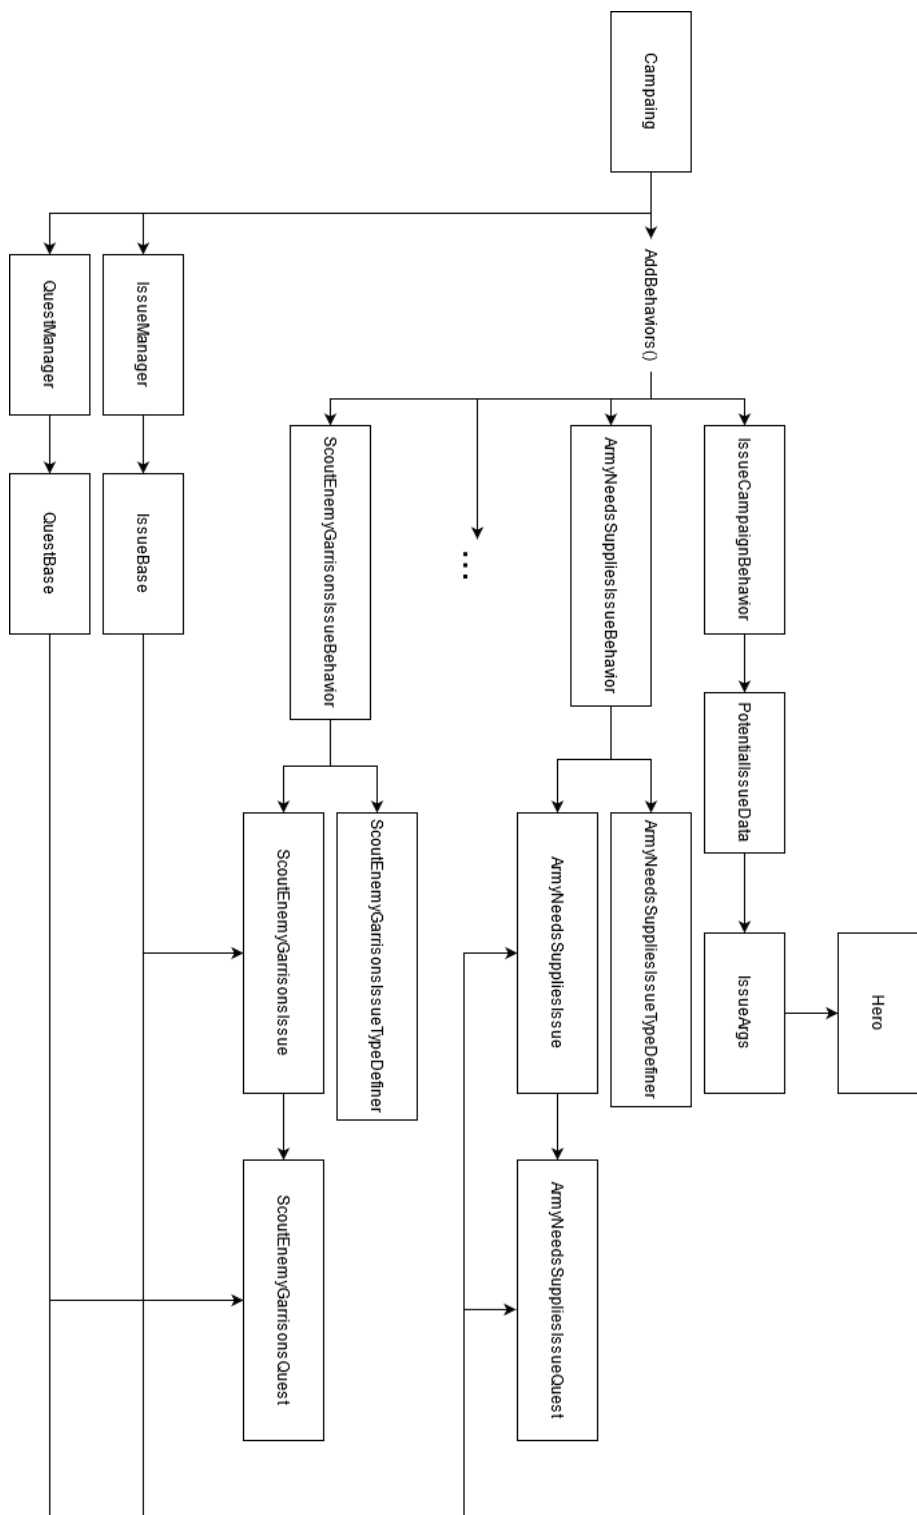 Campaing
AddBehaviors()
QuestManager
IssueManager
ScoutEnemyGarrisonsIssueBehavior
ArmyNeedsSuppliesIssueBehavior
IssueCampaignBehavior
QuestBase
IssueBase
...
PotentialIssueData
ScoutEnemyGarrisonsIssue
ScoutEnemyGarrisonsIssueTypeDefiner
ArmyNeedsSuppliesIssue
ArmyNeedsSuppliesIssueTypeDefiner
IssueArgs
Hero
ScoutEnemyGarrisonsQuest
ArmyNeedsSuppliesIssueQuest